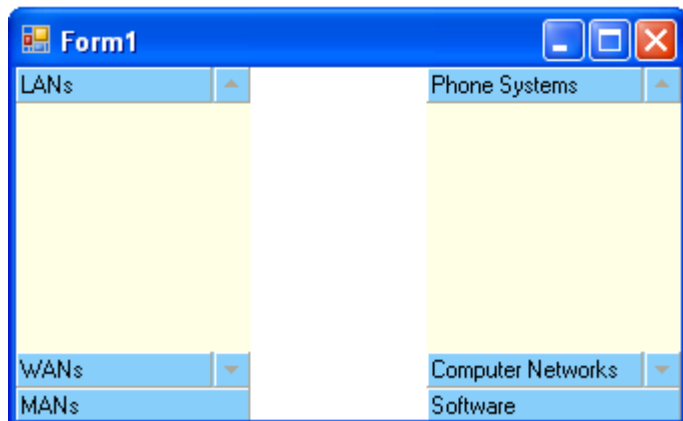 Form1
LANs
Phone Systems
WANs
Computer Networks
MANs
Software